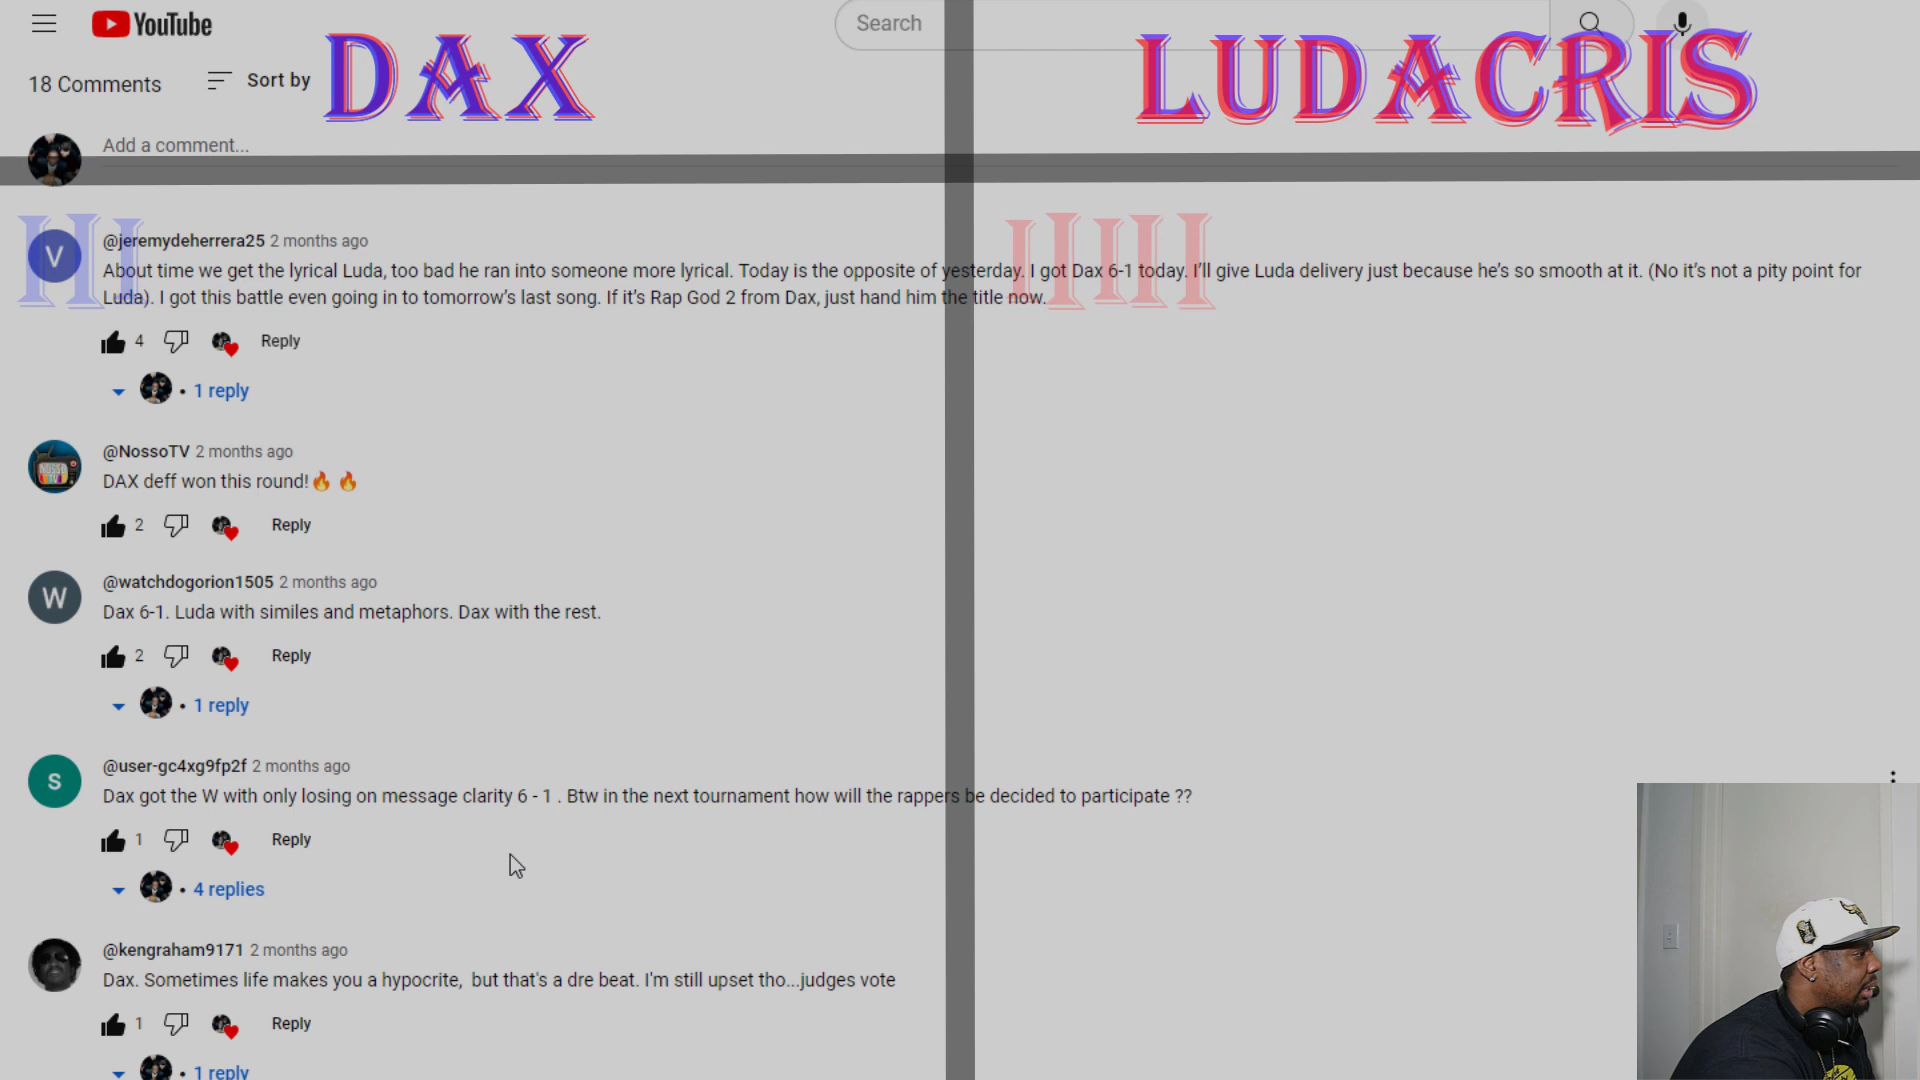 YouTube
Search
DAX
LUDACRIS
18 Comments
Sort by
Add a comment...
@jeremydeherrera25 2 months ago
About time we get the lyrical Luda, too bad he ran into someone more lyrical. Today is the opposite of yesterday. I got Dax 6-1 today. I'll give Luda delivery just because he's so smooth at it. (No it's not a pity point for
Luda). I got this battle even going in to tomorrow's last song. If it's Rap God 2 from Dax, just hand him the title now.
4
Reply
1 reply
@NossoTV 2 months ago
DAX deff won this round!🔥 🔥
2
Reply
@watchdogorion1505 2 months ago
Dax 6-1. Luda with similes and metaphors. Dax with the rest.
2
Reply
1 reply
@user-gc4xg9fp2f 2 months ago
Dax got the W with only losing on message clarity 6 - 1 . Btw in the next tournament how will the rappers be decided to participate ??
1
Reply
4 replies
@kengraham9171 2 months ago
Dax. Sometimes life makes you a hypocrite, but that's a dre beat. I'm still upset tho...judges vote
1
Reply
1 reply